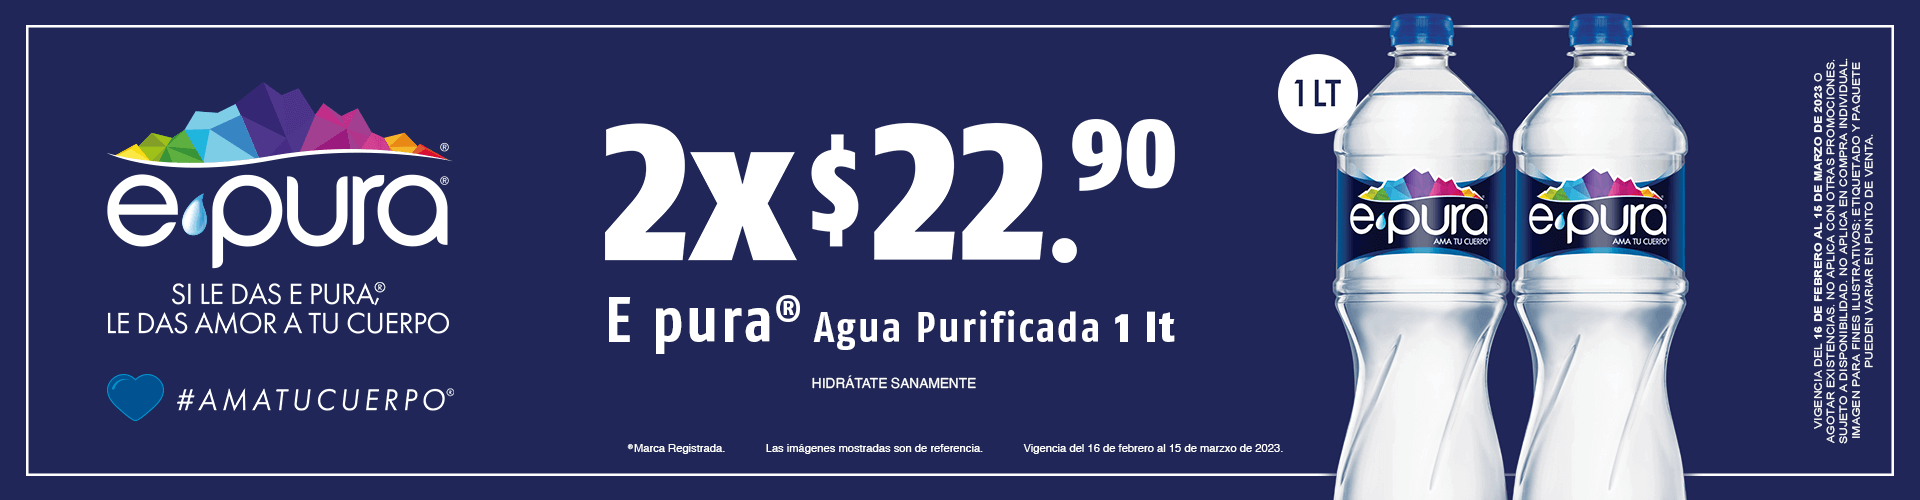 e·pura®
SI LE DAS E PURA,®
LE DAS AMOR A TU CUERPO
#AMATUCUERPO®
2x$22.90
E pura® Agua Purificada 1 lt
HIDRÁTATE SANAMENTE
®Marca Registrada. Las imágenes mostradas son de referencia. Vigencia del 16 de febrero al 15 de marzxo de 2023.
1 LT
e·pura
AMA TU CUERPO®
e·pura
AMA TU CUERPO®
VIGENCIA DEL 16 DE FEBRERO AL 15 DE MARZO DE 2023 O
AGOTAR EXISTENCIAS. NO APLICA CON OTRAS PROMOCIONES.
SUJETO A DISPONIBILIDAD. NO APLICA EN COMPRA INDIVIDUAL.
IMAGEN PARA FINES ILUSTRATIVOS; ETIQUETADO Y PAQUETE
PUEDEN VARIAR EN PUNTO DE VENTA.